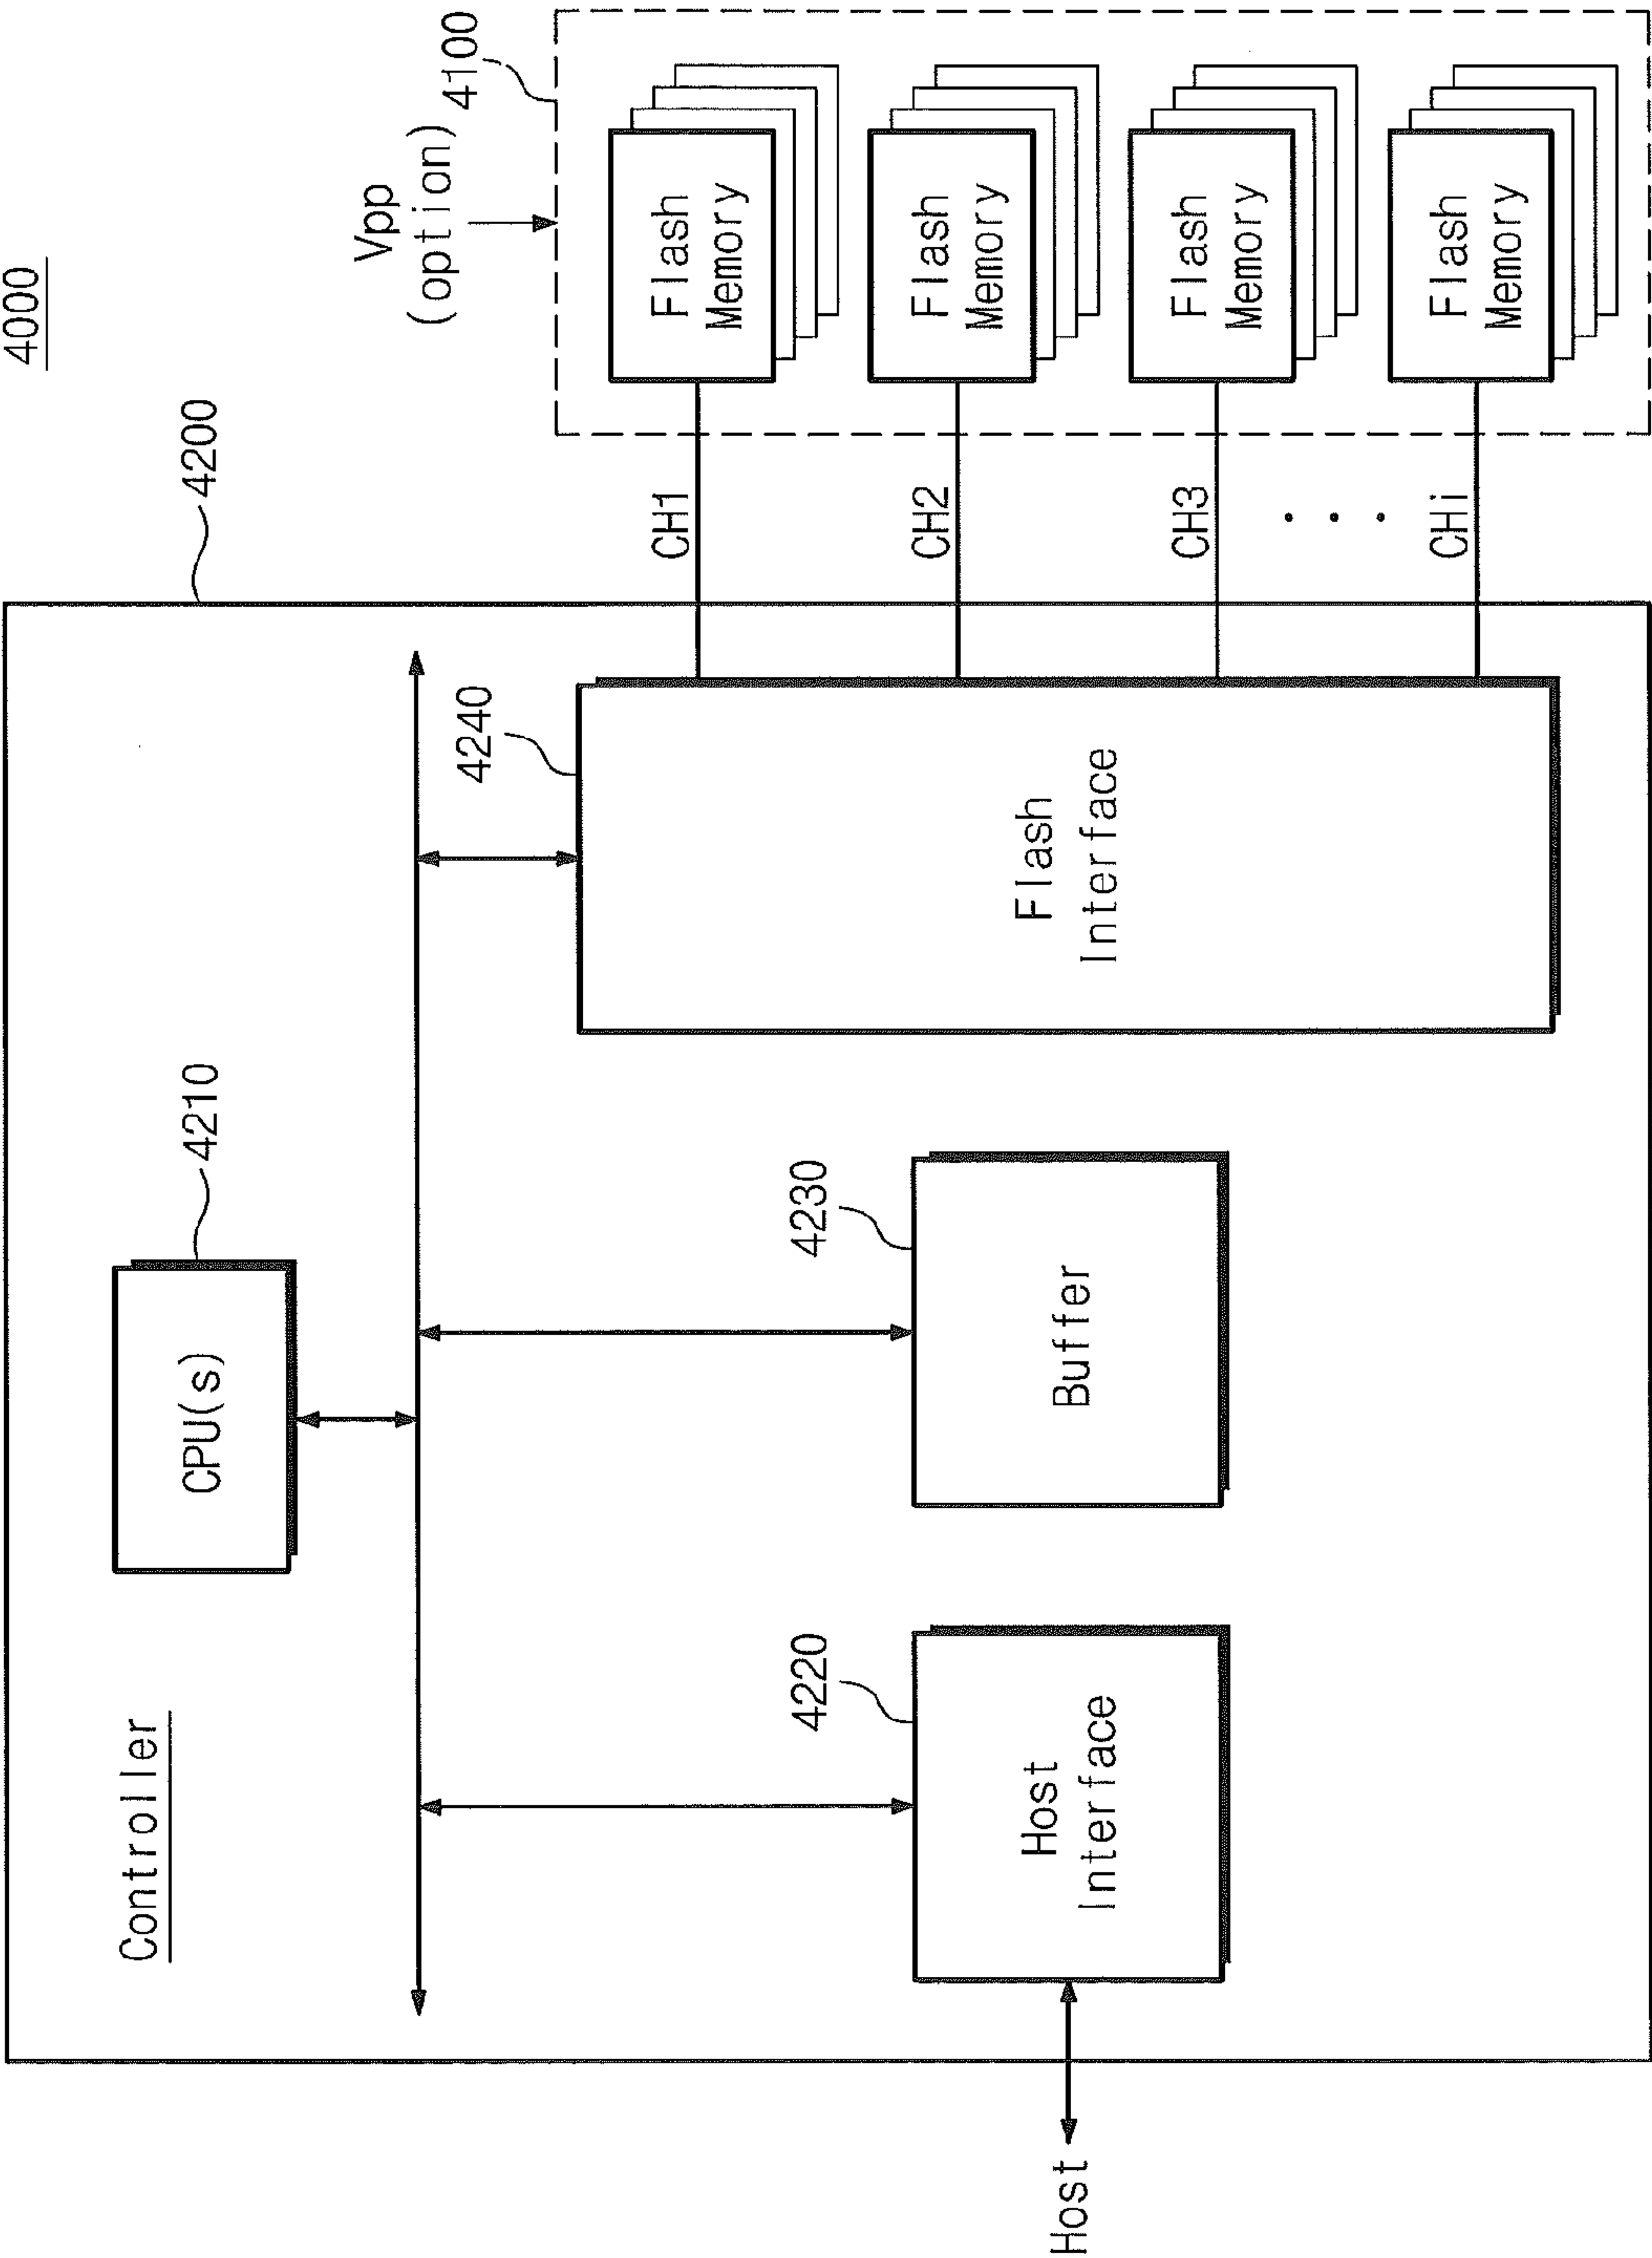 4000
4200
Vpp
(option)
4100
Controller
CPU(s)
4210
4220
Host
Interface
4230
Buffer
4240
Flash
Interface
Host
CH1
CH2
CH3
. . .
CHi
Flash
Memory
Flash
Memory
Flash
Memory
Flash
Memory